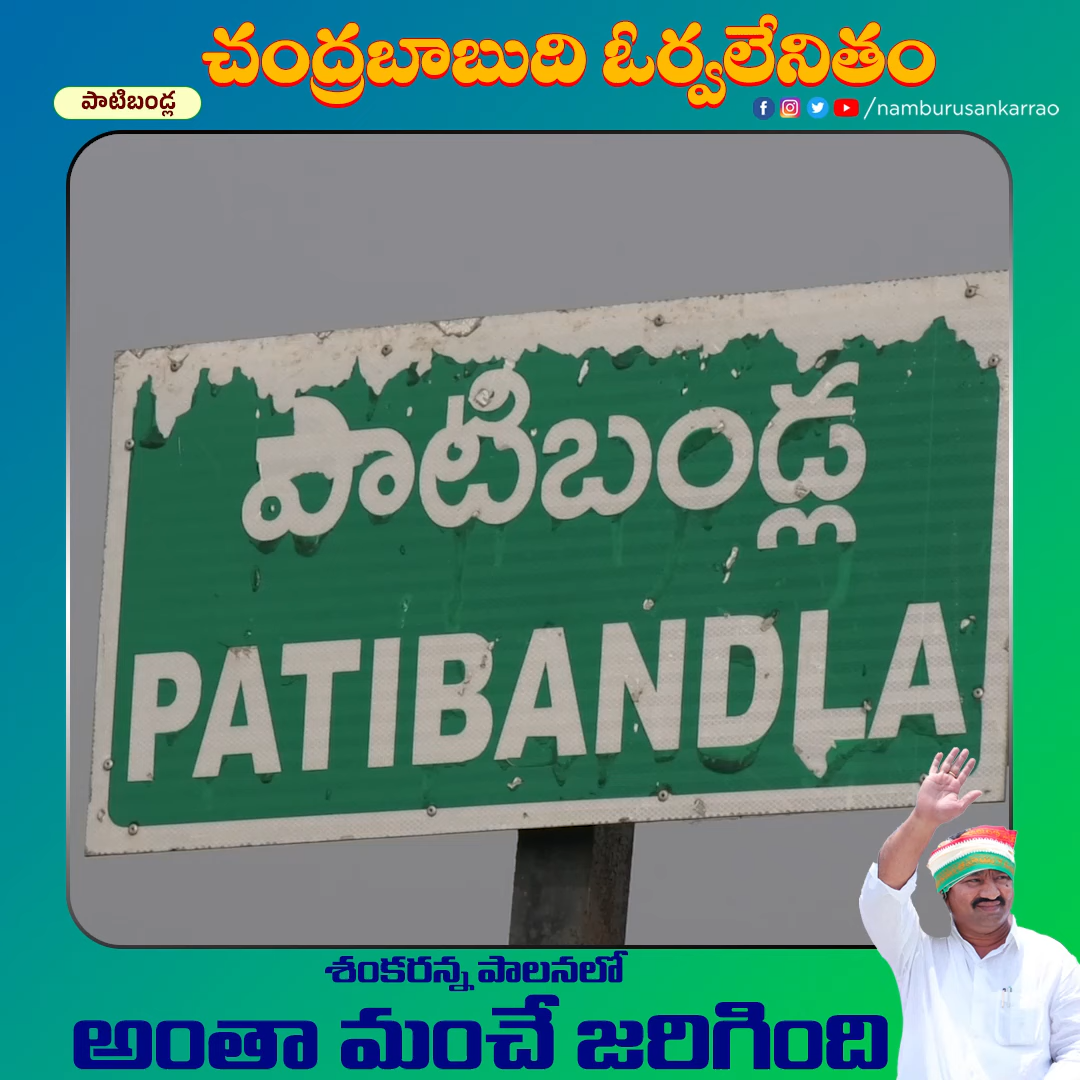 చంద్రబాబుది ఓర్వలేనితం
పాటిబండ్ల
/namburusankarrao
పాటిబండ్ల
PATIBANDLA
శంకరన్న పాలనలో
అంతా మంచే జరిగింది